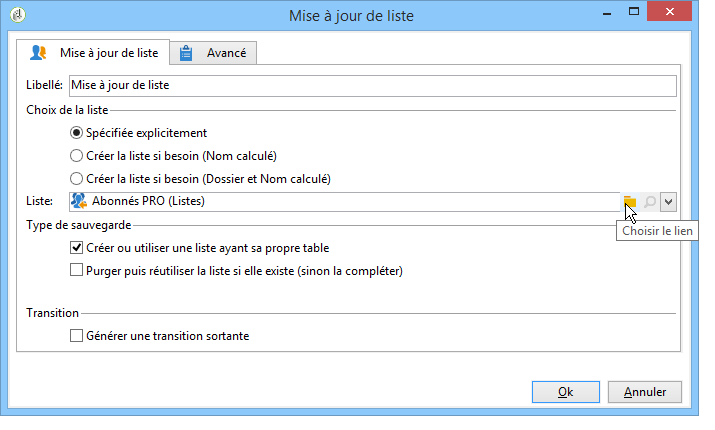 Mise à jour de liste
Mise à jour de liste
Avancé
Libellé: Mise à jour de liste
Choix de la liste
Spécifiée explicitement
Créer la liste si besoin (Nom calculé)
Créer la liste si besoin (Dossier et Nom calculé)
Liste: Abonnés PRO (Listes)
Choisir le lien
Type de sauvegarde
Créer ou utiliser une liste ayant sa propre table
Purger puis réutiliser la liste si elle existe (sinon la compléter)
Transition
Générer une transition sortante
Ok
Annuler